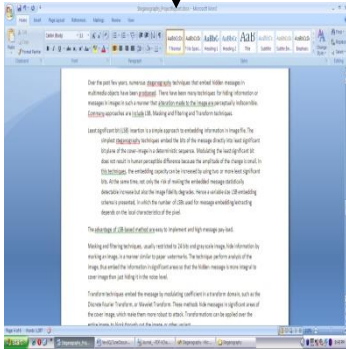 Home Insert Page Layout References Mailings Review View
Over the past few years, numerous steganography techniques that embed hidden messages in
multimedia objects have been proposed. There have been many techniques for hiding information or
messages in images in such a manner that alteration made to the image are perceptually indiscernible.
Commonly approaches are include LSB, Masking and filtering and Transform techniques.
Least significant bit (LSB) insertion is a simple approach to embedding information in image file. The
simplest steganography techniques embed the bits of the message directly into least significant
bit plane of the cover-image in a deterministic sequence. Modulating the least significant bit
does not result in human perceptible difference because the amplitude of the change is small. In
this techniques, the embedding capacity can be increased by using two or more least significant
bits. At the same time, not only the risk of making the embedded message statistically
detectable increase but also the image fidelity degrades. Hence a variable size LSB embedding
schema is presented, in which the number of LSBs used for message embedding/extracting
depends on the local characteristics of the pixel.
The advantage of LSB-based method are easy to implement and high message pay-load.
Masking and filtering techniques, usually restricted to 24 bits and gray scale image, hide information by
marking an image, in a manner similar to paper watermarks. The technique perform analysis of the
image, thus embed the information in significant areas so that the hidden message is more integral to
cover image than just hiding it in the noise level.
Transform techniques embed the message by modulating coefficient in a transform domain, such as the
Discrete Fourier Transform, or Wavelet Transform. These methods hide messages in significant areas
of the cover image, which make them more robust to attack. Transformations can be applied over the